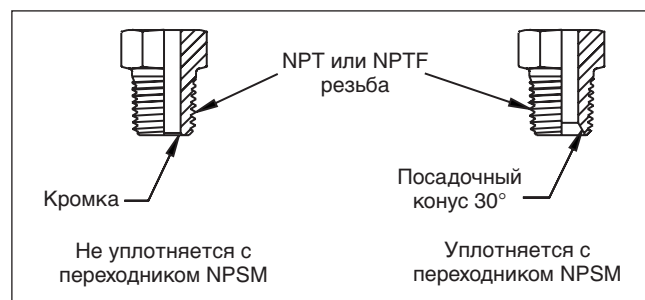 NPT или NPTF
резьба
Кромка
Посадочный
конус 30°
Не уплотняется с
переходником NPSM
Уплотняется с
переходником NPSM